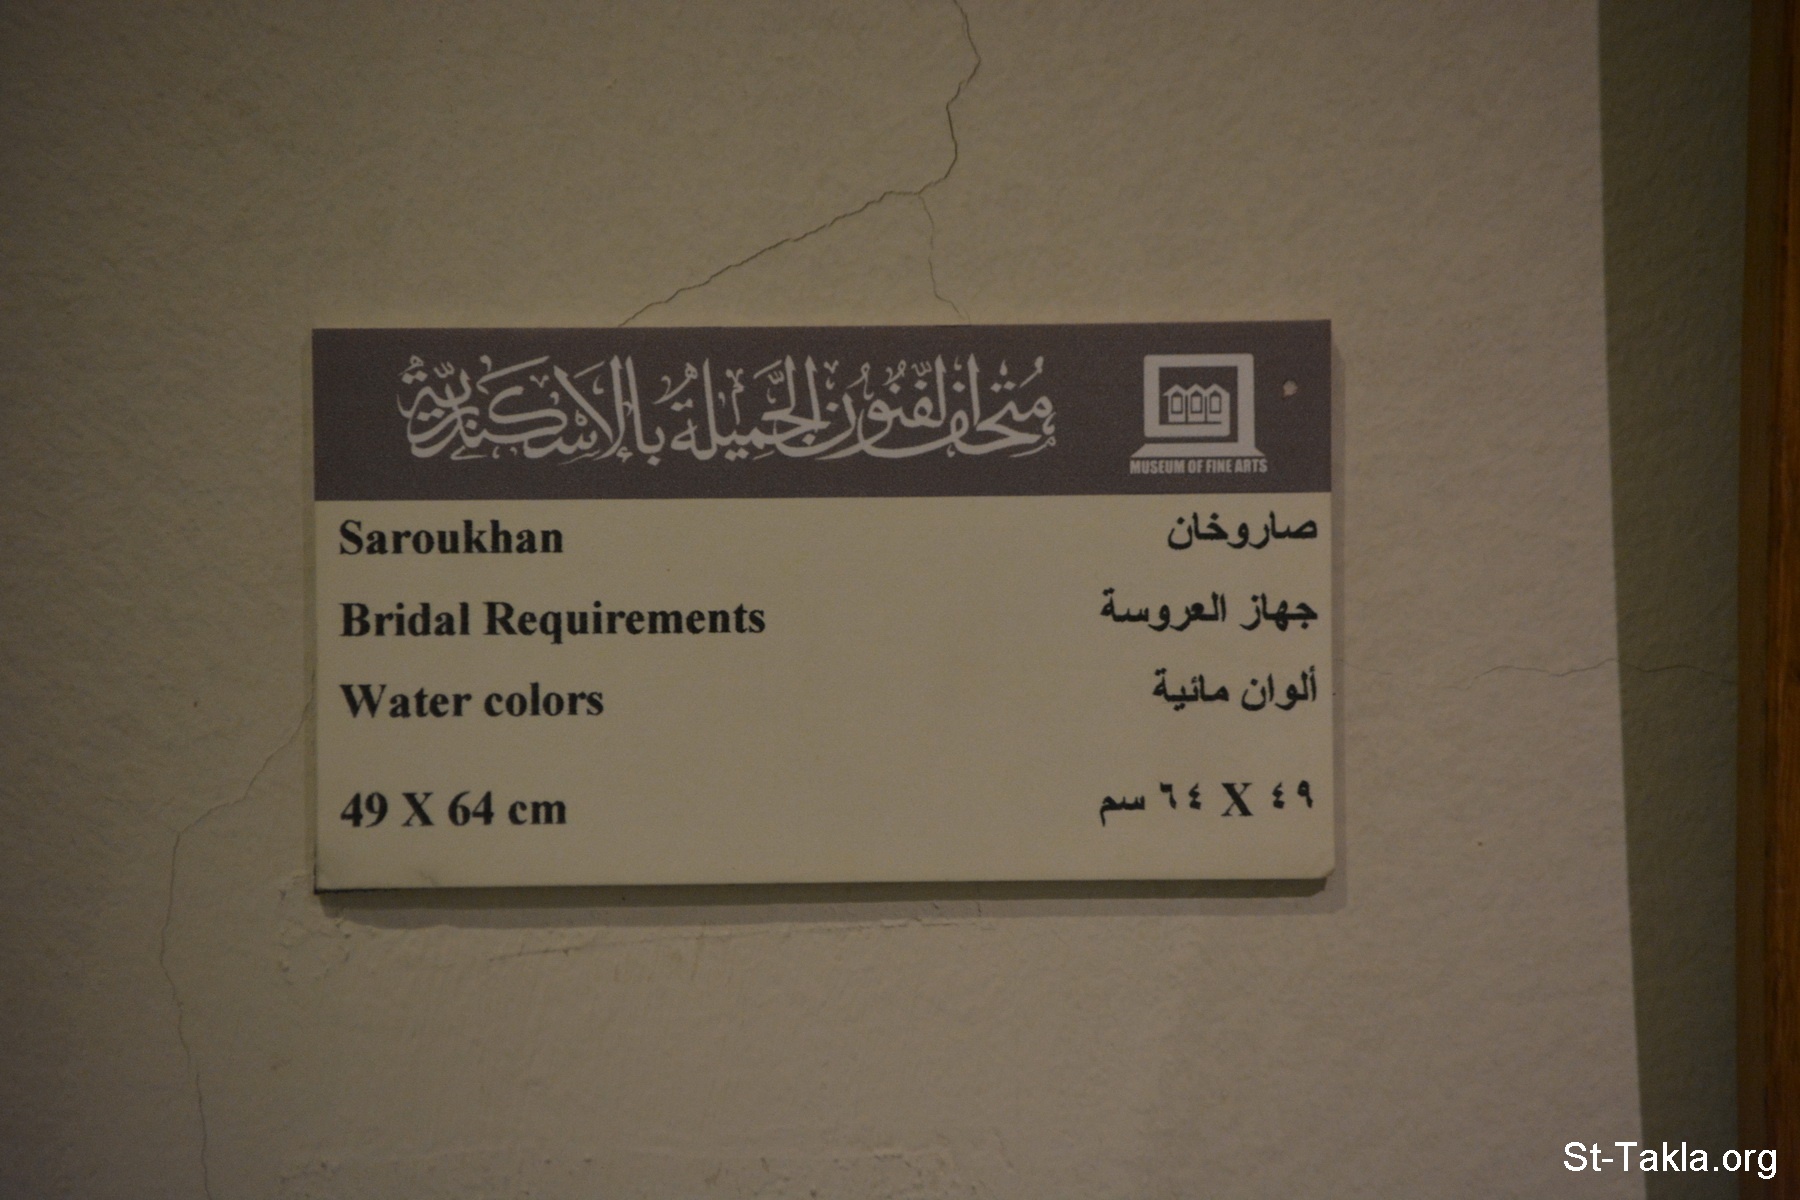 متحف الفنون الجميلة بالإسكندرية
MUSEUM OF FINE ARTS
Saroukhan
صاروخان
Bridal Requirements
جهاز العروسة
Water colors
ألوان مائية
49 X 64 cm
٤٩ X ٦٤ سم
St-Takla.org